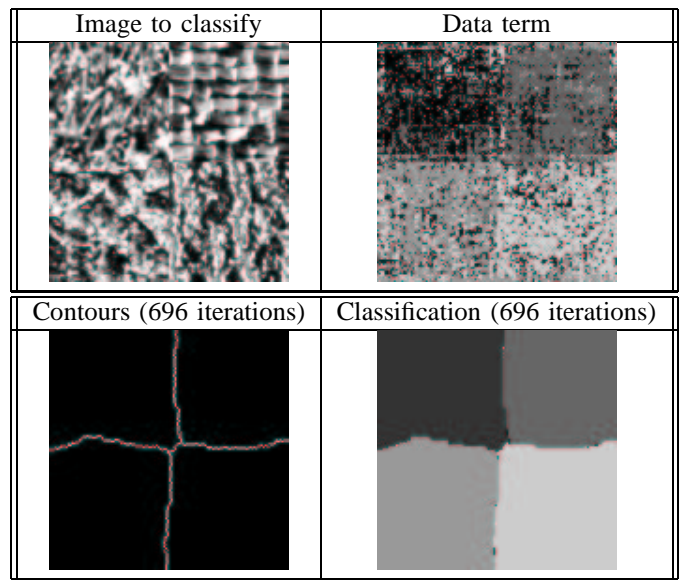 Image to classify
Data term
Contours (696 iterations)
Classification (696 iterations)